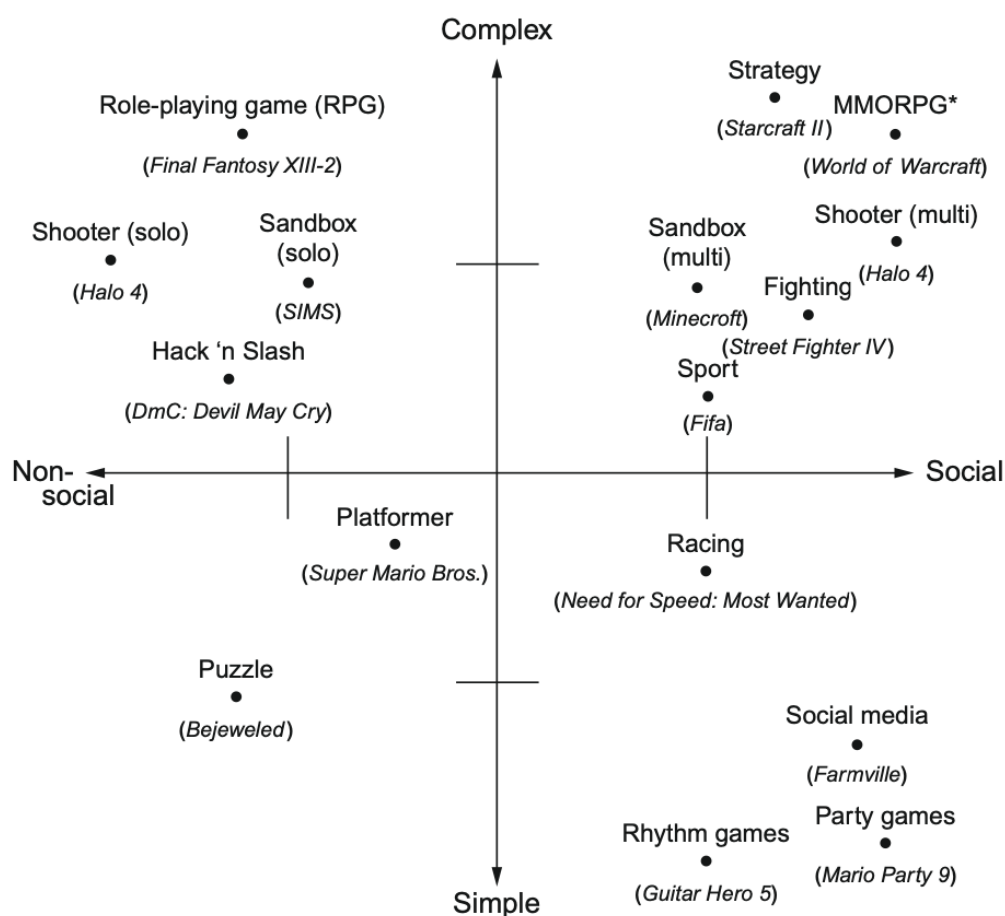 Complex
Strategy
(Starcraft II)
MMORPG*
(World of Warcraft)
Role-playing game (RPG)
(Final Fantasy XIII-2)
Shooter (solo)
(Halo 4)
Sandbox
(solo)
(SIMS)
Sandbox
(multi)
(Minecroft)
Shooter (multi)
(Halo 4)
Fighting
(Street Fighter IV)
Hack ‘n Slash
(DmC: Devil May Cry)
Sport
(Fifa)
Non-
social
Social
Platformer
(Super Mario Bros.)
Racing
(Need for Speed: Most Wanted)
Puzzle
(Bejeweled)
Social media
(Farmville)
Rhythm games
(Guitar Hero 5)
Party games
(Mario Party 9)
Simple